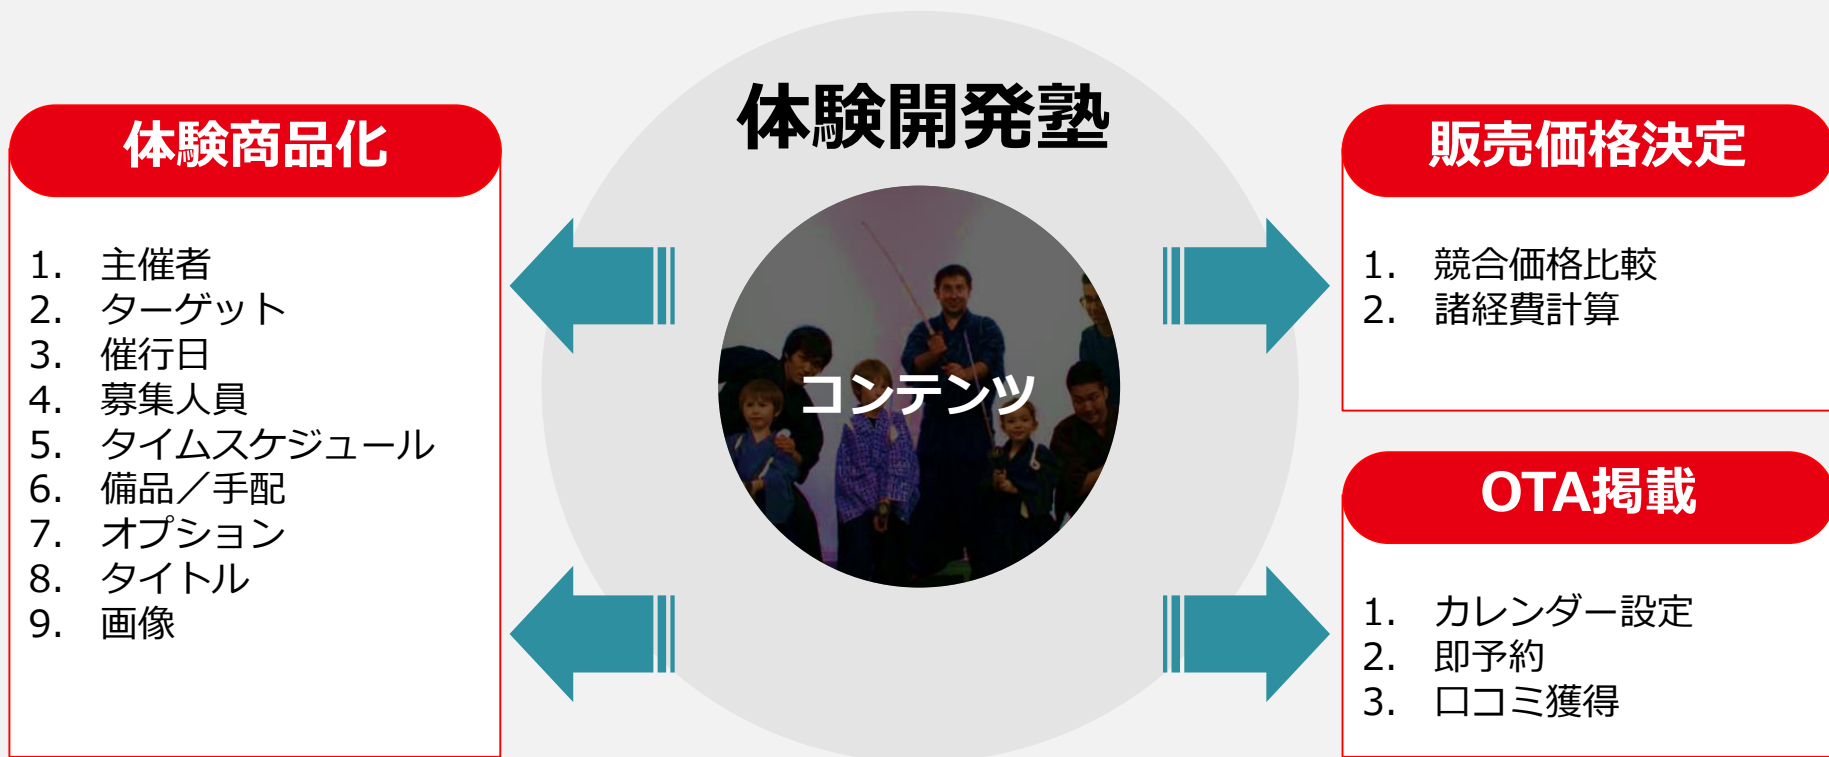 体験開発塾
体験商品化
1. 主催者
2. ターゲット
3. 催行日
4. 募集人員
5. タイムスケジュール
6. 備品／手配
7. オプション
8. タイトル
9. 画像
コンテンツ
販売価格決定
1. 競合価格比較
2. 諸経費計算
OTA掲載
1. カレンダー設定
2. 即予約
3. 口コミ獲得